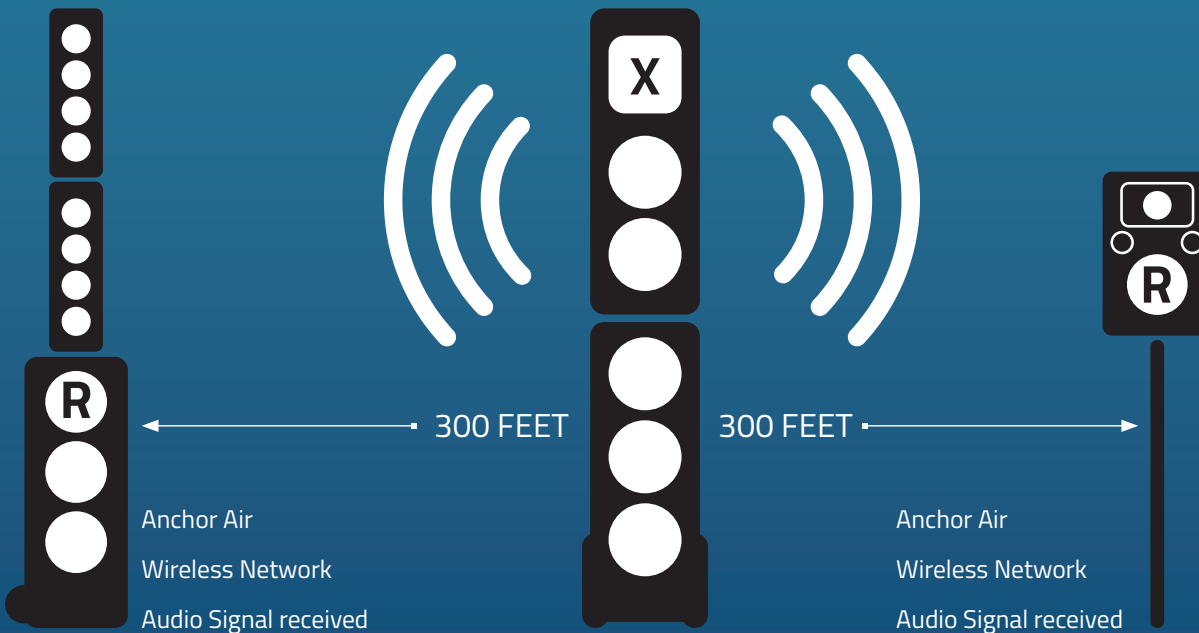 X
R
R
300 FEET
300 FEET
Anchor Air
Wireless Network
Audio Signal received
Anchor Air
Wireless Network
Audio Signal received